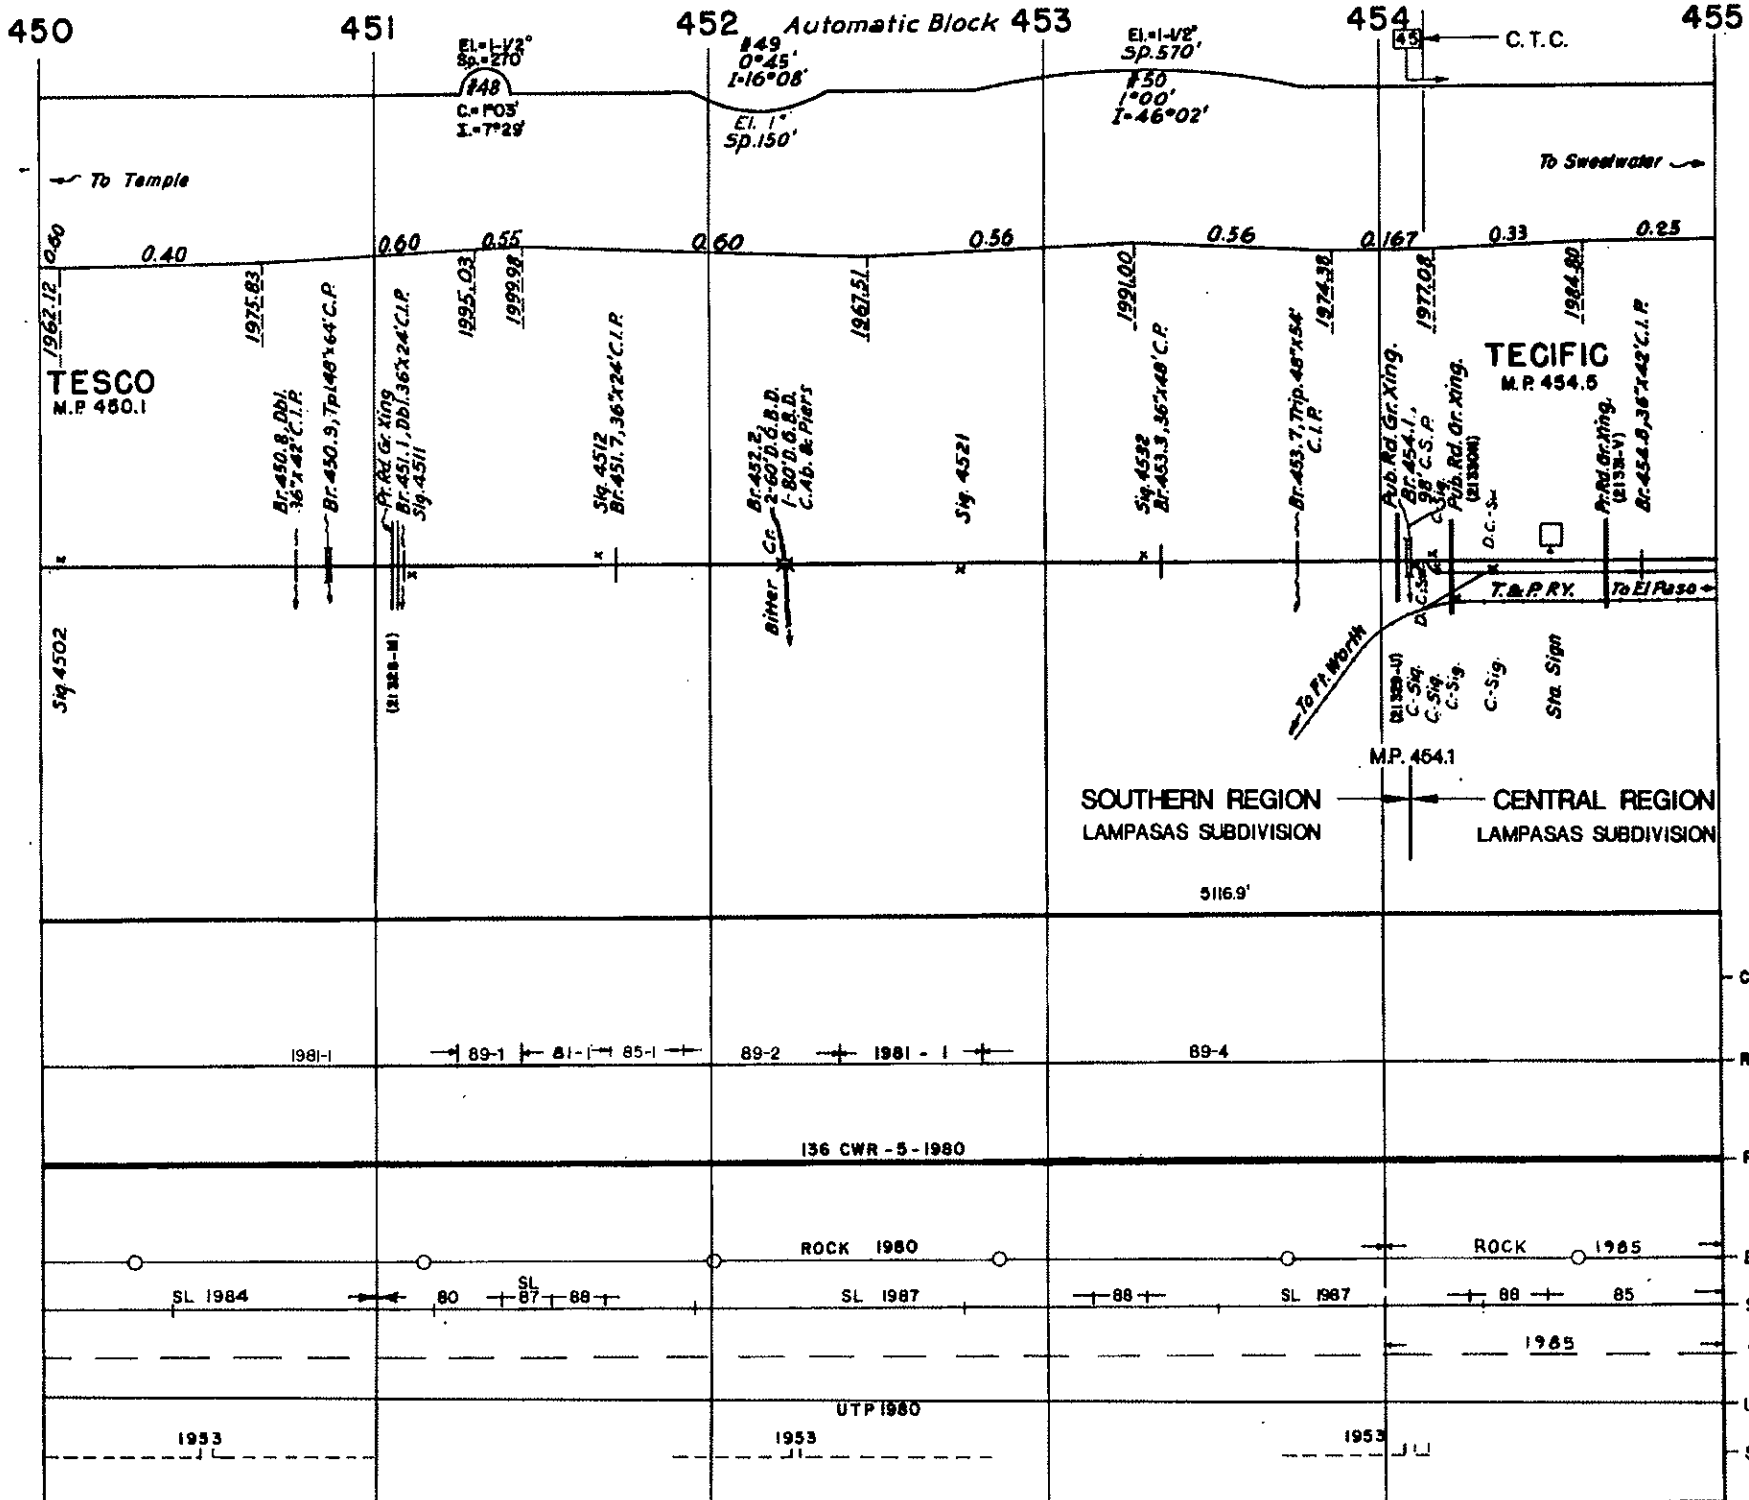 450
451
452
Automatic Block
453
454
455
El.=1-1/2"
Sp.=270'
#48
C.=1°03'
I.=7°29'
#49
0°45'
I=16°08'
El. 1"
Sp.150'
El.=1-1/2"
Sp.570'
#50
1°00'
I=46°02'
45
C.T.C.
To Temple
To Sweetwater
0.60
0.40
0.60
0.55
0.60
0.56
0.56
0.167
0.33
0.25
1962.12
1975.83
1995.03
1999.98
1967.51
1991.00
1974.38
1977.08
1984.80
TESCO
M.P. 450.1
TECIFIC
M.P. 454.5
Br.450.8, Dbl.
36"x42'C.I.P.
Br.450.9, Tpl.48"x64'C.P.
Pr.Rd.Gr.Xing
Br.451.1, Dbl.36"x24'C.I.P.
Sig.4511
Sig.4512
Br.451.7, 36"x24'C.I.P.
Br.452.2,
2-60'D.G.B.D.
1-80'D.G.B.D.
C.Ab. & Piers
Bitter Cr.
Sig. 4521
Sig.4532
Br.453.3, 36"x48'C.P.
Br.453.7, Trip.48"x54'
C.I.P.
Pub.Rd.Gr.Xing.
Br.454.1,
98' C.S.P.
C.-Sig.
Pub.Rd.Gr.Xing.
(21330N)
D.C.-Sw.
Pr.Rd.Gr.Xing.
(21331-V)
Br.454.8, 36"x42'C.I.P.
D.C.Sw.
T. & P. RY.
To El Paso
Sig.4502
(21328-M)
To Ft. Worth
(21329-U)
C-Sig.
C-Sig.
C-Sig.
C-Sig.
Sta. Sign
M.P. 454.1
SOUTHERN REGION
CENTRAL REGION
LAMPASAS SUBDIVISION
LAMPASAS SUBDIVISION
5116.9'
C
1981-1
89-1
81-1
85-1
89-2
1981 - 1
89-4
136 CWR - 5 - 1980
ROCK 1980
ROCK 1985
SL 1984
80
SL
87
88
SL 1987
88
SL 1987
88
85
1985
UTP 1980
1953
1953
1953